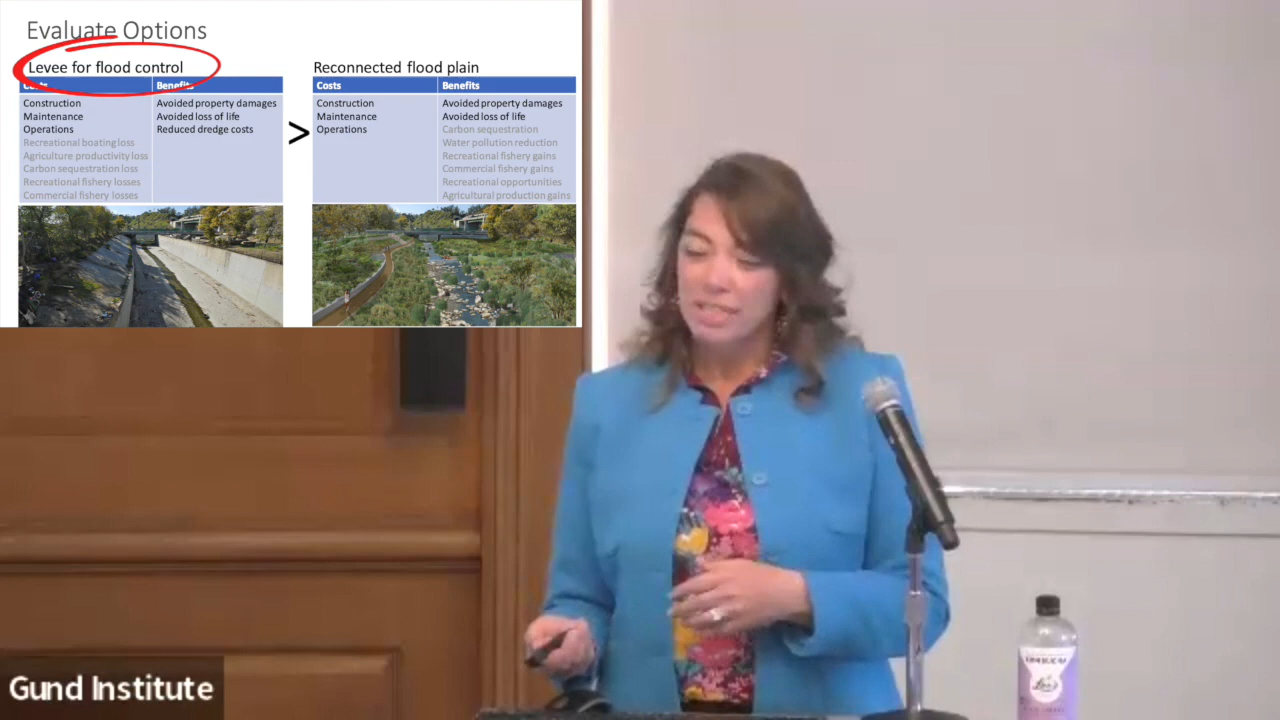 Evaluate Options
Levee for flood control
Costs Benefits
Construction Avoided property damages
Maintenance Avoided loss of life
Operations Reduced dredge costs
Recreational boating loss
Agriculture productivity loss
Carbon sequestration loss
Recreational fishery losses
Commercial fishery losses
>
Reconnected flood plain
Costs Benefits
Construction Avoided property damages
Maintenance Avoided loss of life
Operations Carbon sequestration
Water pollution reduction
Recreational fishery gains
Commercial fishery gains
Recreational opportunities
Agricultural production gains
Gund Institute